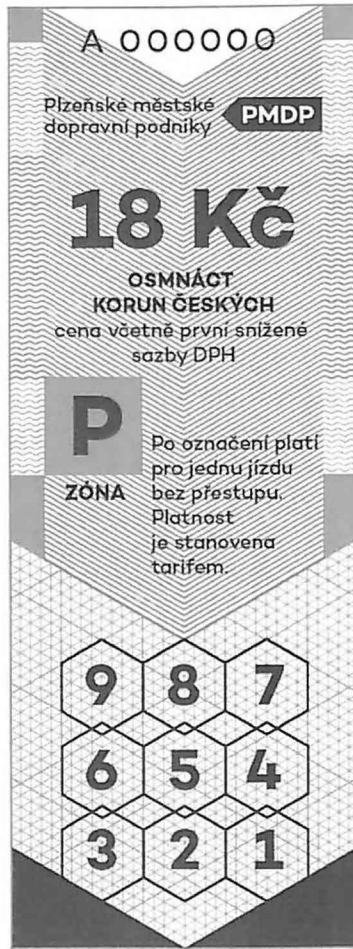 A 000000
Plzeňské městské
dopravní podniky
PMDP
18 Kč
OSMNÁCT
KORUN ČESKÝCH
cena včetně první snížené
sazby DPH
P
ZÓNA
Po označení platí
pro jednu jízdu
bez přestupu.
Platnost
je stanovena
tarifem.
9 8 7
6 5 4
3 2 1